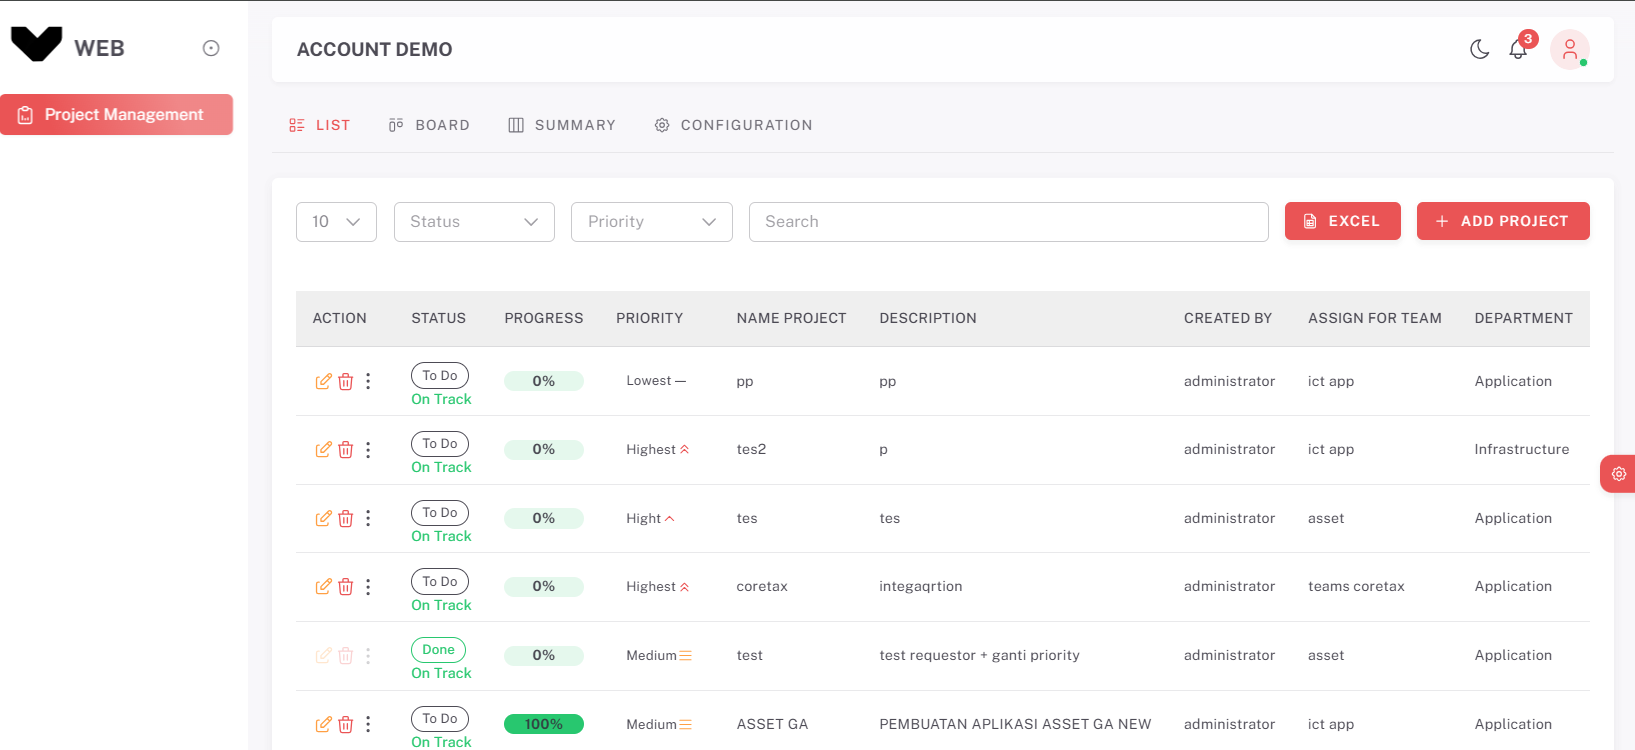 WEB
Project Management
ACCOUNT DEMO
3
LIST BOARD SUMMARY CONFIGURATION
10 Status Priority Search EXCEL ADD PROJECT
ACTION STATUS PROGRESS PRIORITY NAME PROJECT DESCRIPTION CREATED BY ASSIGN FOR TEAM DEPARTMENT
To Do 0% Lowest pp pp administrator ict app Application
On Track
To Do 0% Highest tes2 p administrator ict app Infrastructure
On Track
To Do 0% Hight tes tes administrator asset Application
On Track
To Do 0% Highest coretax integaqrtion administrator teams coretax Application
On Track
Done 0% Medium test test requestor + ganti priority administrator asset Application
On Track
To Do 100% Medium ASSET GA PEMBUATAN APLIKASI ASSET GA NEW administrator ict app Application
On Track